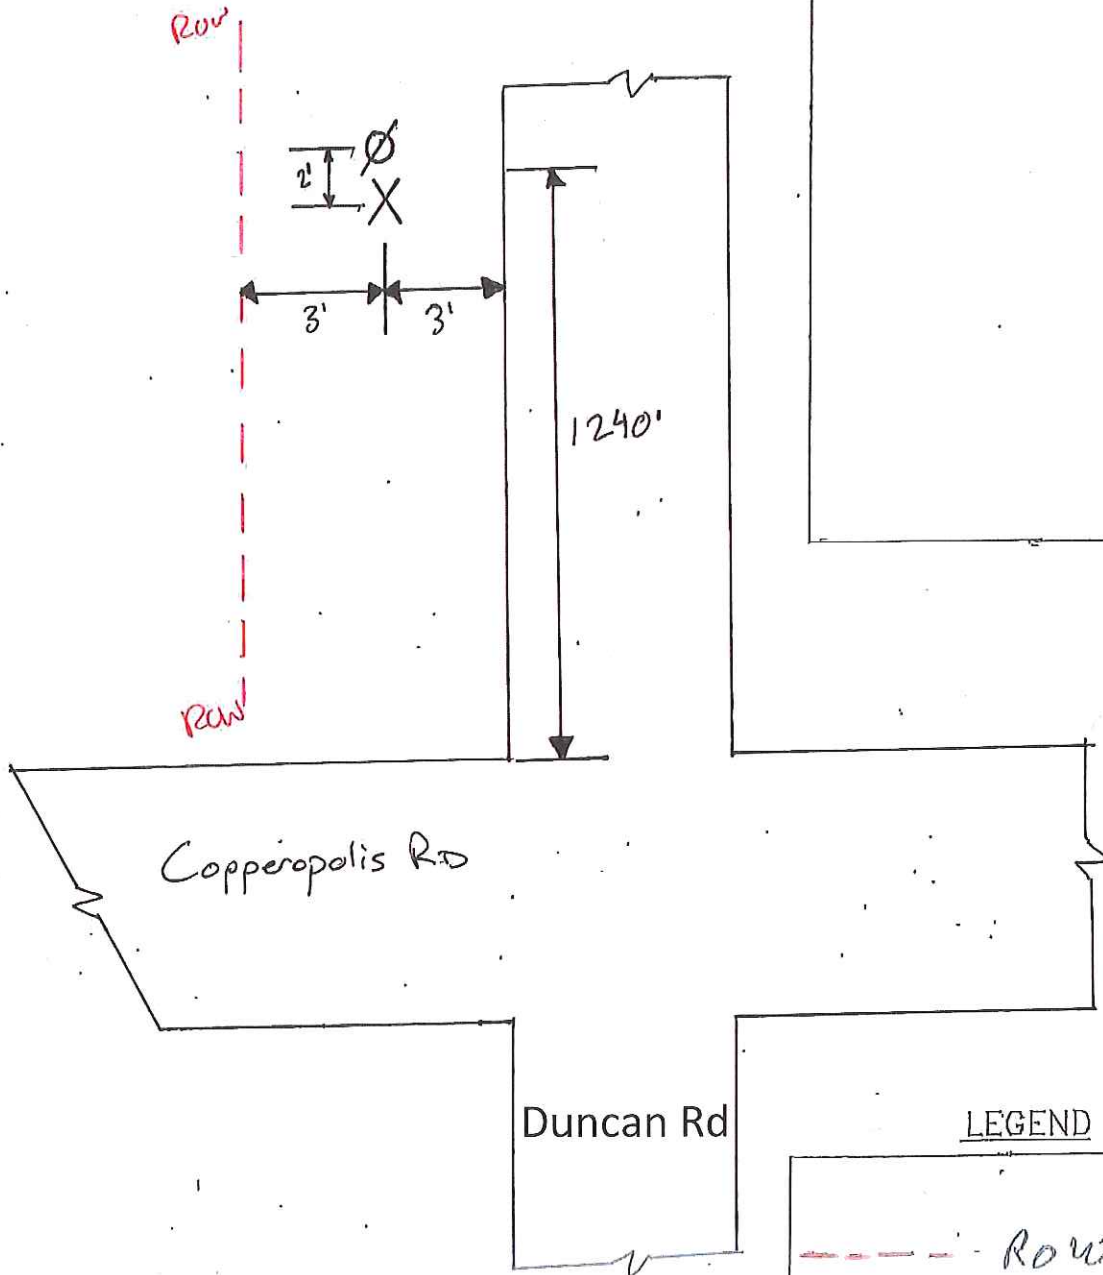 ROW
Ø
2'
X
3'
3'
1240'
ROW
Copperopolis RD
Duncan Rd
LEGEND
ROW